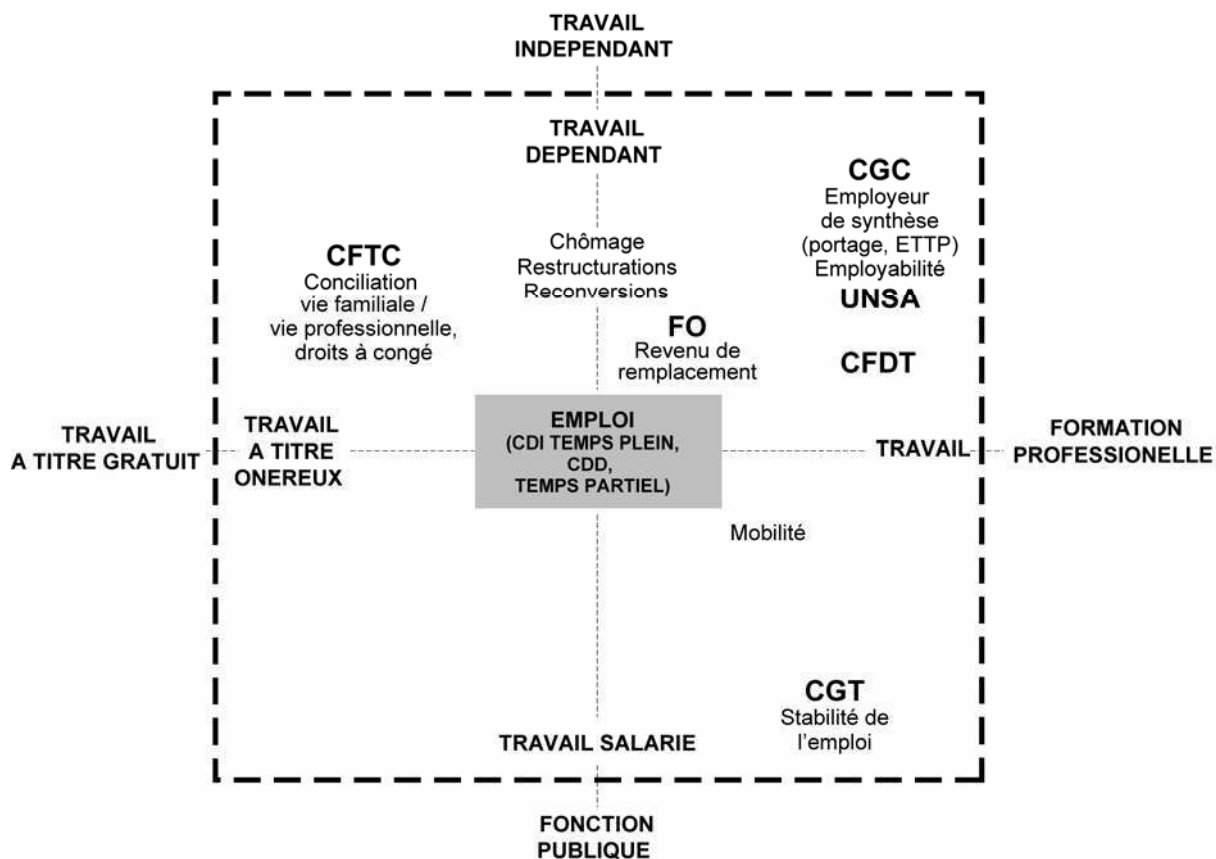 TRAVAIL
INDEPENDANT
TRAVAIL
DEPENDANT
CGC
Employeur
de synthèse
(portage, ETTP)
Employabilité
UNSA
CFDT
CFTC
Conciliation
vie familiale /
vie professionnelle,
droits à congé
Chômage
Restructurations
Reconversions
FO
Revenu de
remplacement
TRAVAIL
A TITRE GRATUIT
TRAVAIL
A TITRE
ONEREUX
EMPLOI
(CDI TEMPS PLEIN,
CDD,
TEMPS PARTIEL)
TRAVAIL
FORMATION
PROFESSIONELLE
Mobilité
CGT
Stabilité de
l’emploi
TRAVAIL SALARIE
FONCTION
PUBLIQUE